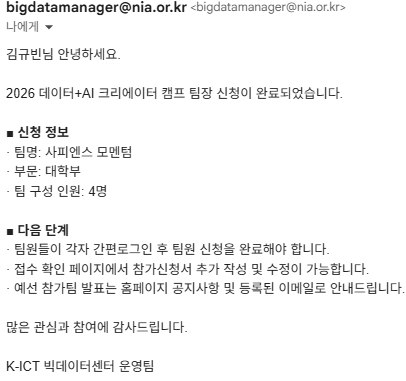 bigdatamanager@nia.or.kr <bigdatamanager@nia.or.kr>
나에게
김규빈님 안녕하세요.
2026 데이터+AI 크리에이터 캠프 팀장 신청이 완료되었습니다.
■ 신청 정보
· 팀명: 사피엔스 모멘텀
· 부문: 대학부
· 팀 구성 인원: 4명
■ 다음 단계
· 팀원들이 각자 간편로그인 후 팀원 신청을 완료해야 합니다.
· 접수 확인 페이지에서 참가신청서 추가 작성 및 수정이 가능합니다.
· 예선 참가팀 발표는 홈페이지 공지사항 및 등록된 이메일로 안내드립니다.
많은 관심과 참여에 감사드립니다.
K-ICT 빅데이터센터 운영팀